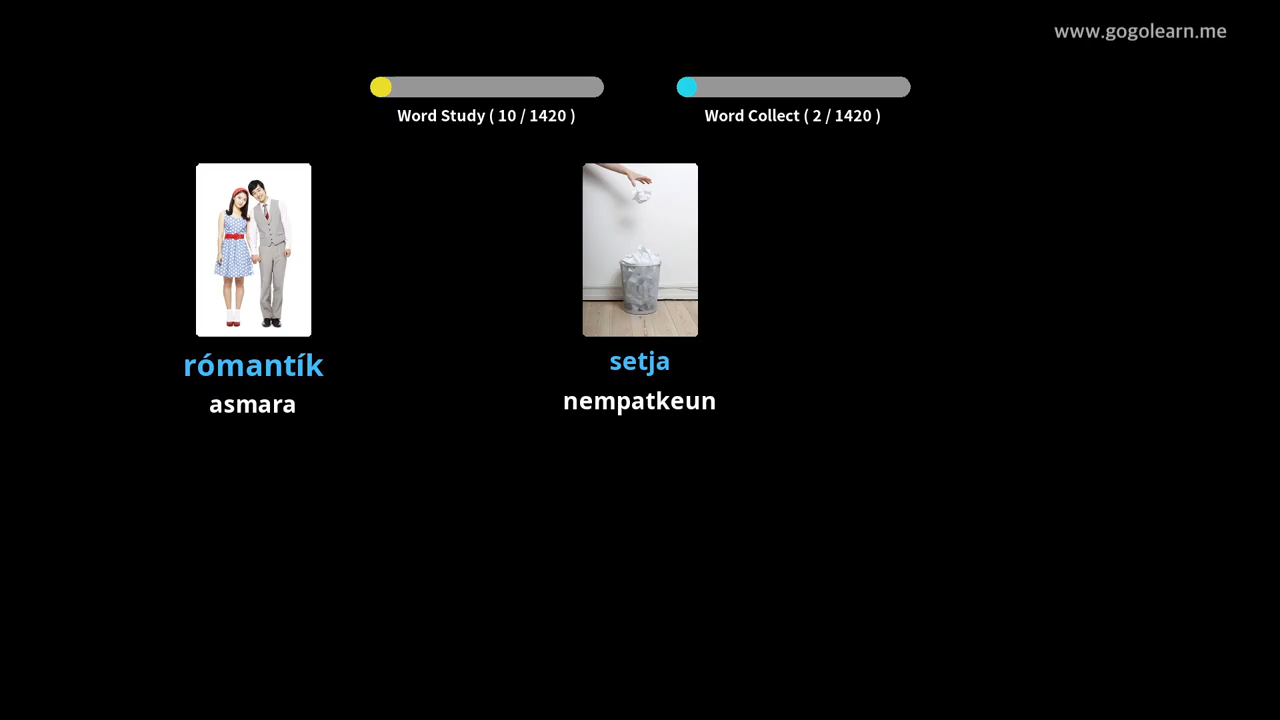 www.gogolearn.me
Word Study ( 10 / 1420 )
Word Collect ( 2 / 1420 )
rómantík
asmara
setja
nempatkeun